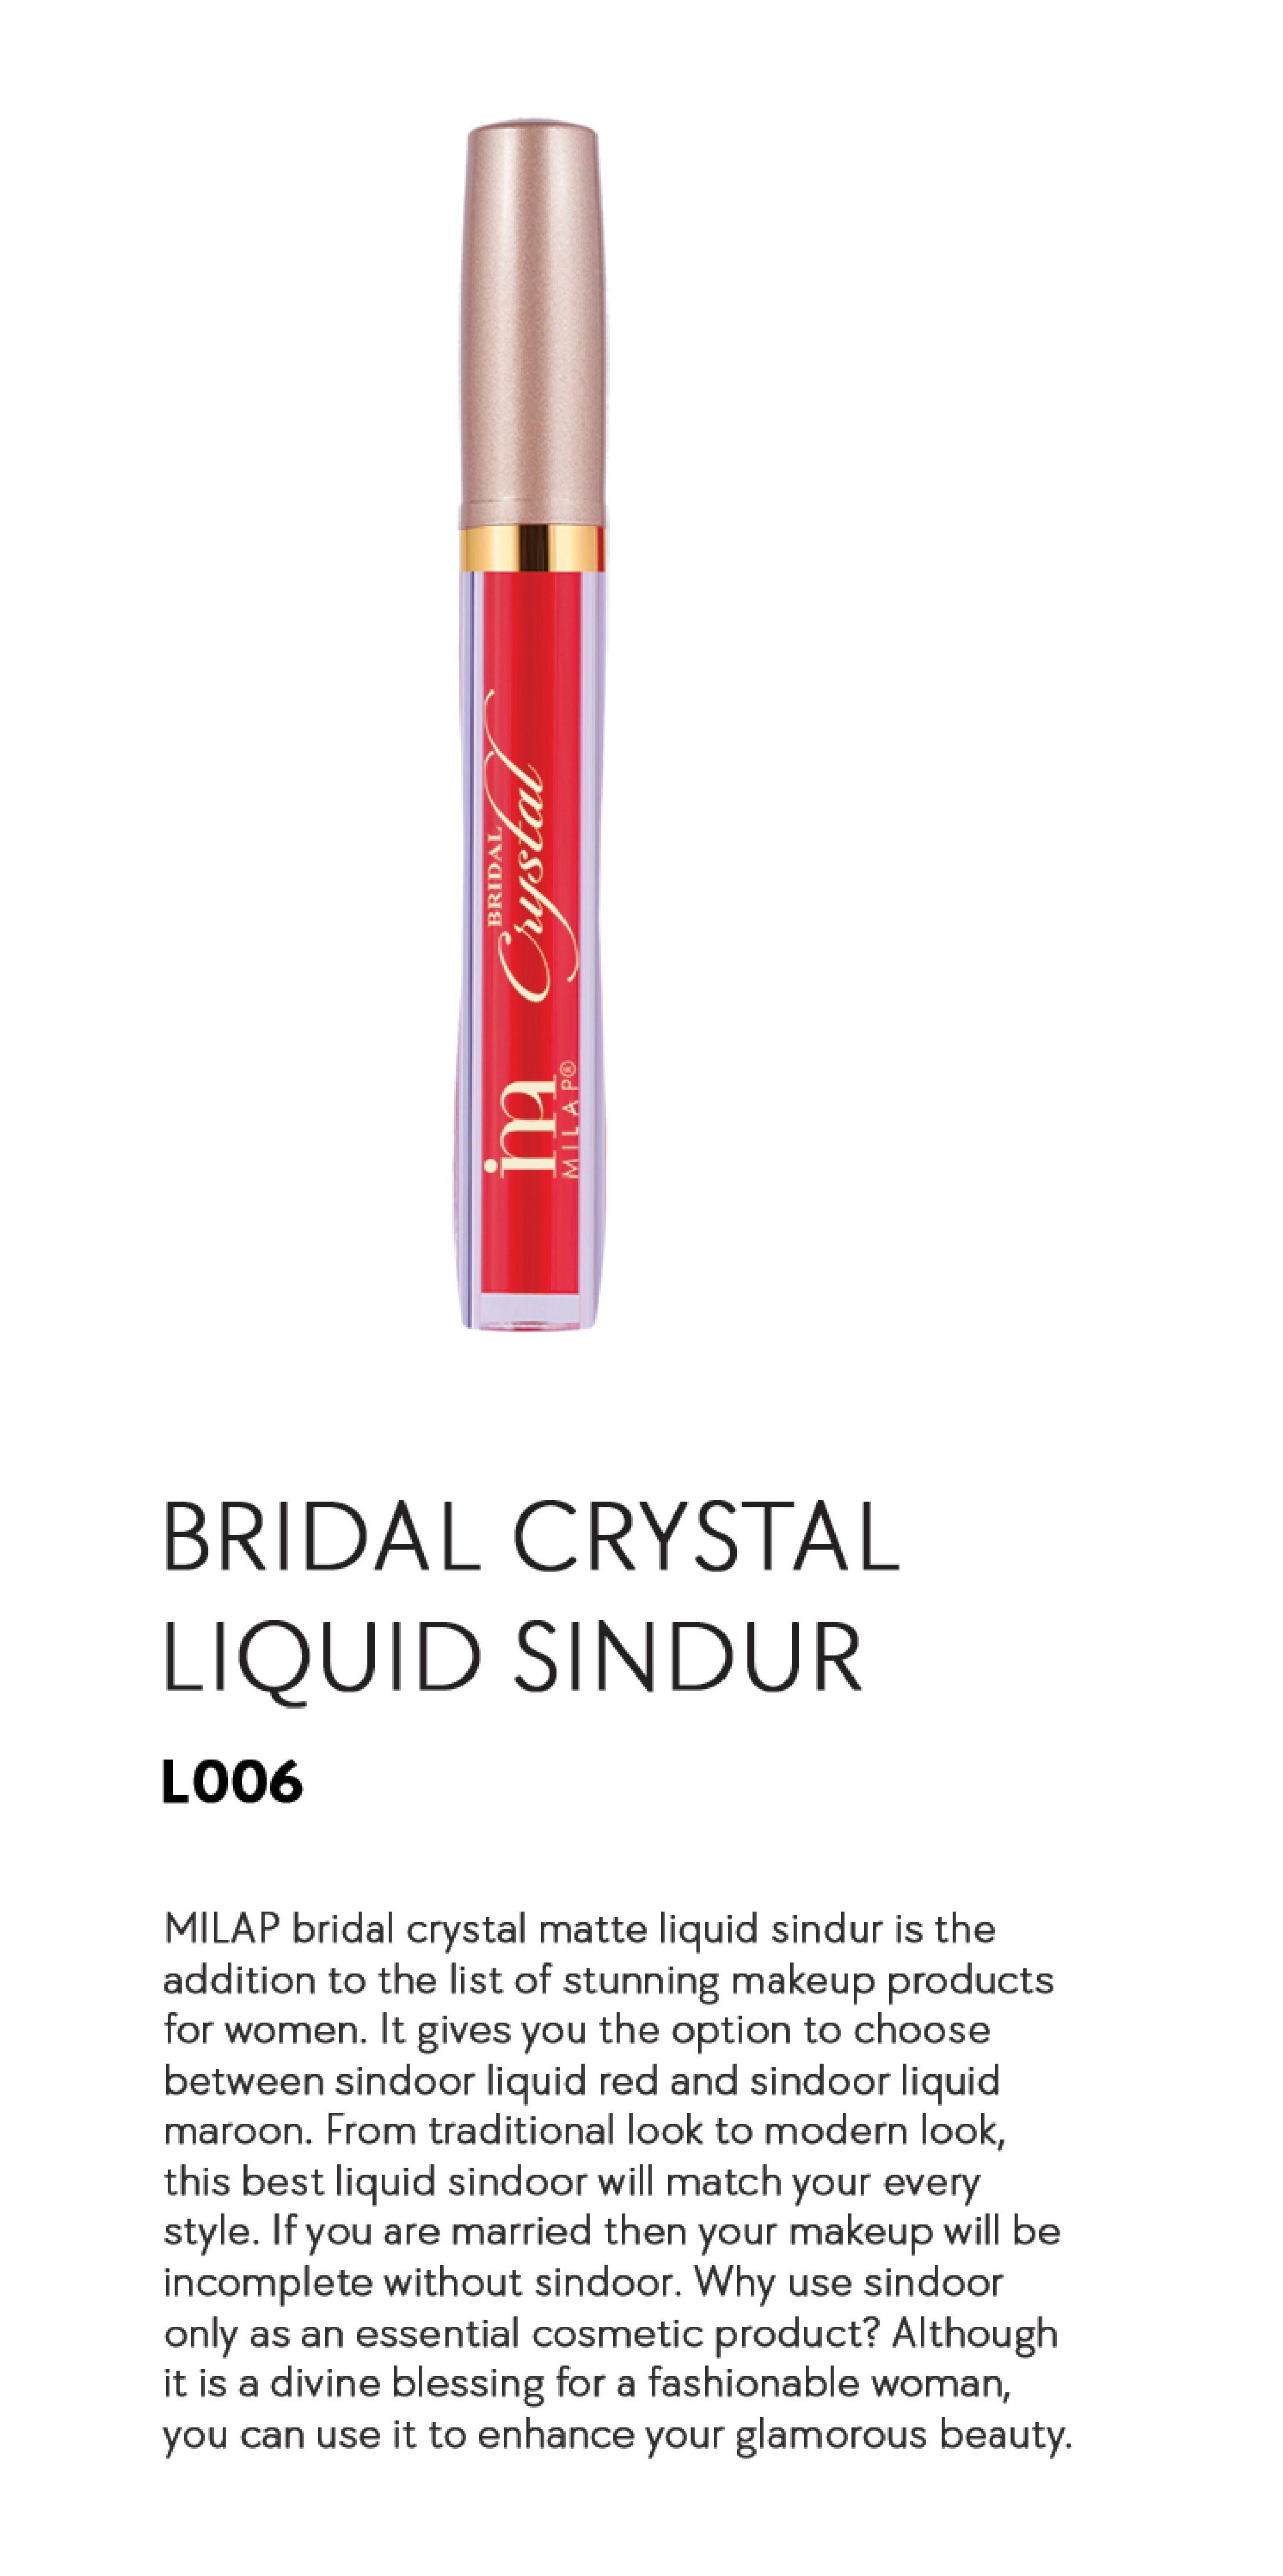 BRIDAL
Crystal
m
MILAP®
BRIDAL CRYSTAL
LIQUID SINDUR
L006
MILAP bridal crystal matte liquid sindur is the
addition to the list of stunning makeup products
for women. It gives you the option to choose
between sindoor liquid red and sindoor liquid
maroon. From traditional look to modern look,
this best liquid sindoor will match your every
style. If you are married then your makeup will be
incomplete without sindoor. Why use sindoor
only as an essential cosmetic product? Although
it is a divine blessing for a fashionable woman,
you can use it to enhance your glamorous beauty.